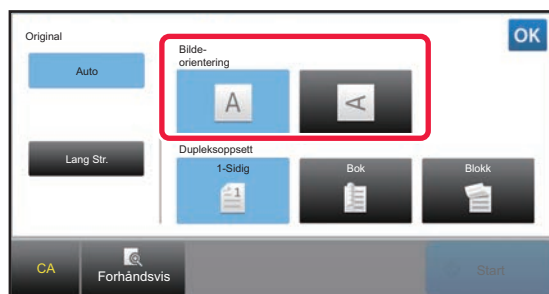 Original
OK
Bilde-
orientering
Auto
A
A
Dupleksoppsett
Lang Str.
1-Sidig
Bok
Blokk
1
CA
Forhåndsvis
Start